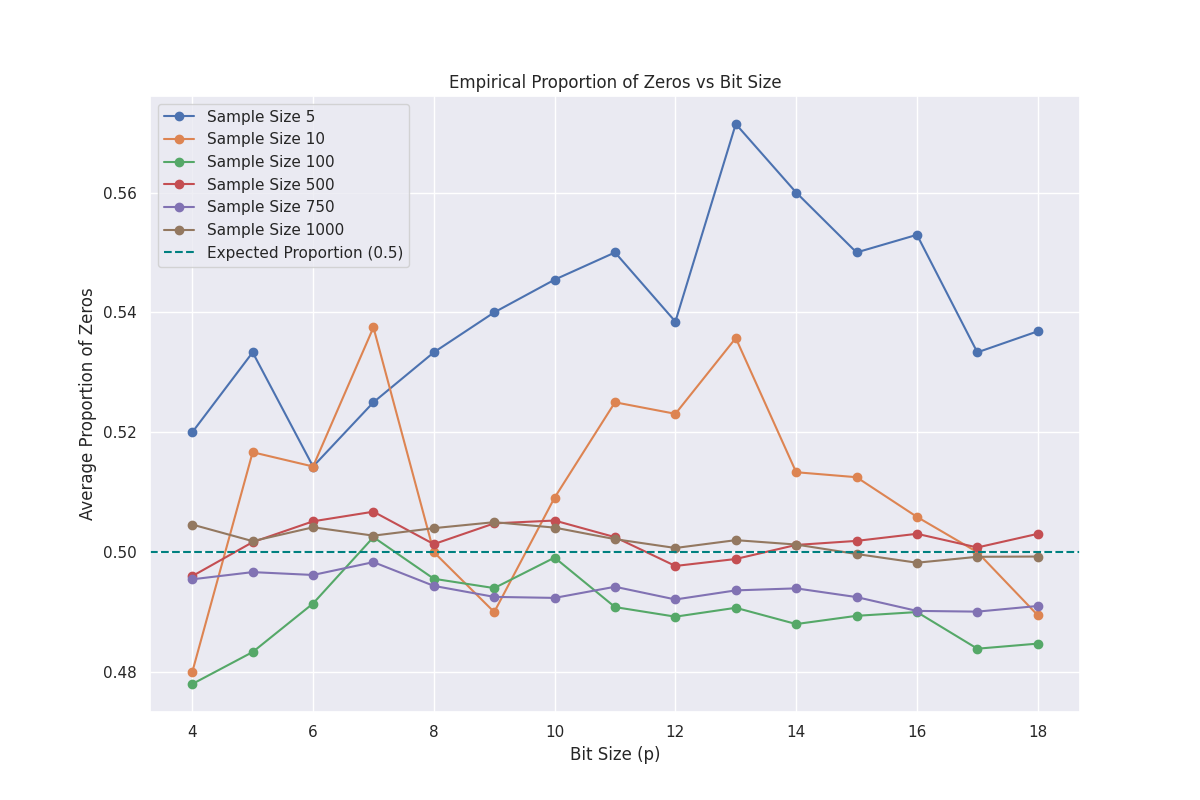 Empirical Proportion of Zeros vs Bit Size
Sample Size 5
Sample Size 10
Sample Size 100
Sample Size 500
Sample Size 750
Sample Size 1000
Expected Proportion (0.5)
Average Proportion of Zeros
0.56
0.54
0.52
0.50
0.48
4 6 8 10 12 14 16 18
Bit Size (p)